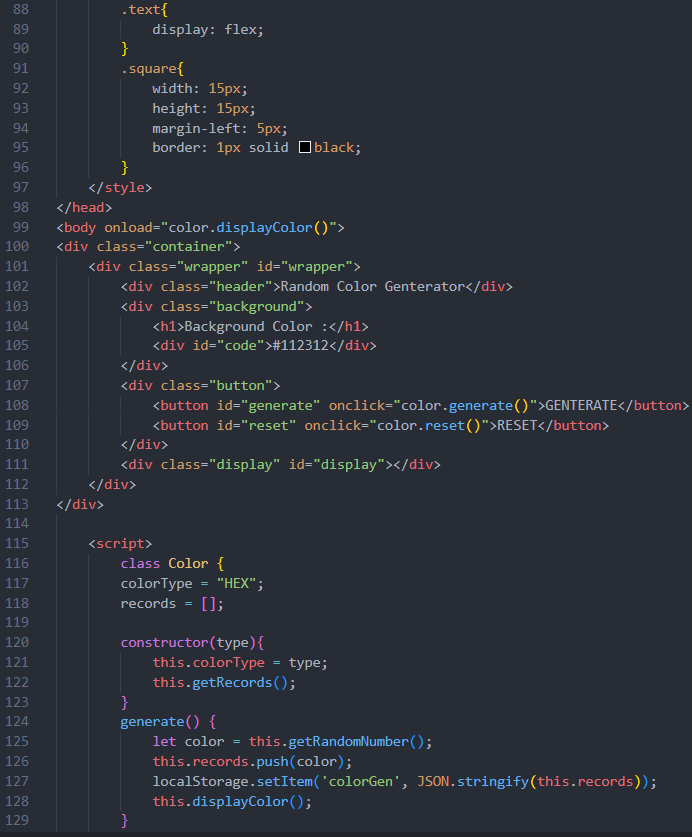 88 .text{
89 display: flex;
90 }
91 .square{
92 width: 15px;
93 height: 15px;
94 margin-left: 5px;
95 border: 1px solid black;
96 }
97 </style>
98 </head>
99 <body onload="color.displayColor()">
100 <div class="container">
101 <div class="wrapper" id="wrapper">
102 <div class="header">Random Color Genterator</div>
103 <div class="background">
104 <h1>Background Color :</h1>
105 <div id="code">#112312</div>
106 </div>
107 <div class="button">
108 <button id="generate" onclick="color.generate()">GENTERATE</button>
109 <button id="reset" onclick="color.reset()">RESET</button>
110 </div>
111 <div class="display" id="display"></div>
112 </div>
113 </div>
114
115 <script>
116 class Color {
117 colorType = "HEX";
118 records = [];
119
120 constructor(type){
121 this.colorType = type;
122 this.getRecords();
123 }
124 generate() {
125 let color = this.getRandomNumber();
126 this.records.push(color);
127 localStorage.setItem('colorGen', JSON.stringify(this.records));
128 this.displayColor();
129 }